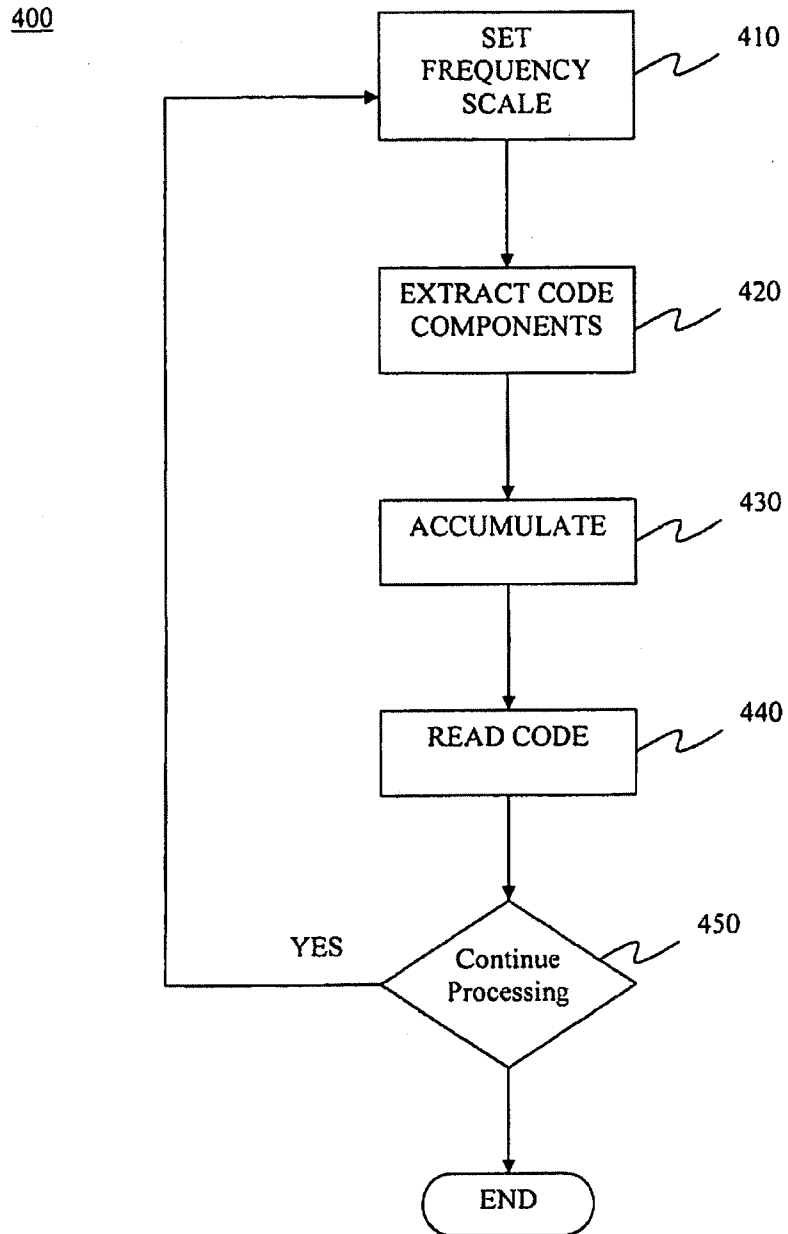 400
SET
FREQUENCY
SCALE
410
EXTRACT CODE
COMPONENTS
420
ACCUMULATE
430
READ CODE
440
YES
Continue
Processing
450
END